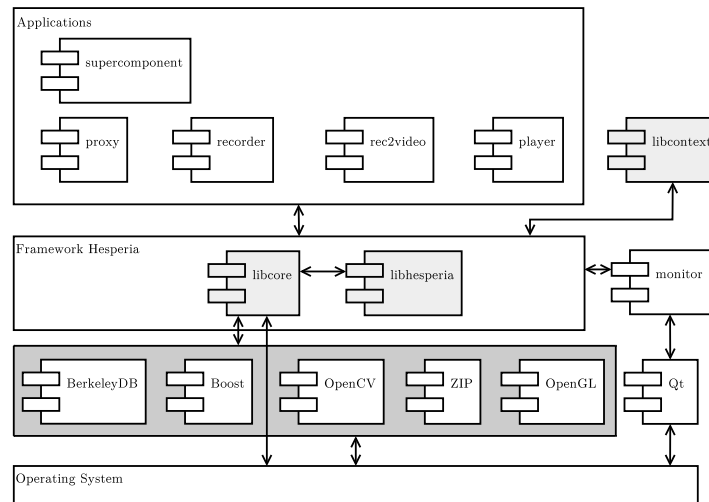 Applications
supercomponent
proxy
recorder
rec2video
player
libcontext
Framework Hesperia
libcore
libhesperia
monitor
BerkeleyDB
Boost
OpenCV
ZIP
OpenGL
Qt
Operating System